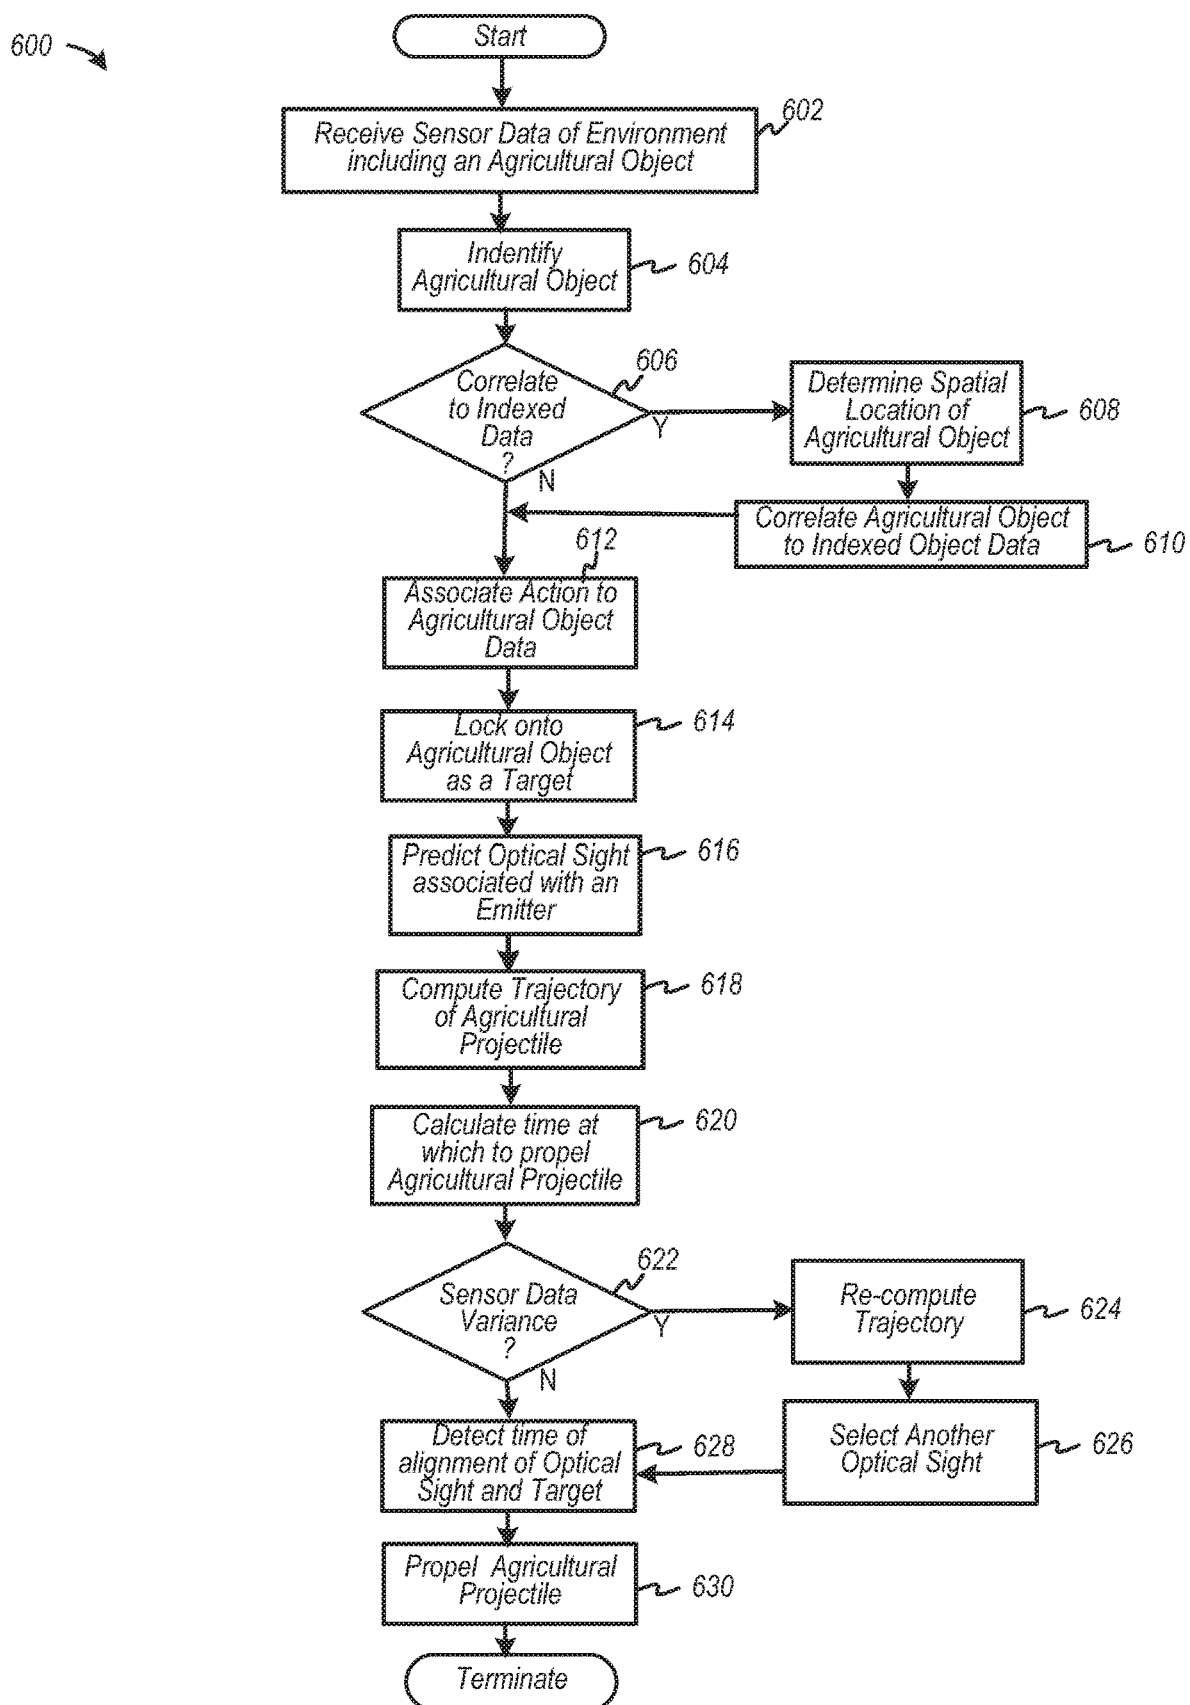 600
Start
Receive Sensor Data of Environment
including an Agricultural Object
602
Indentify
Agricultural Object
604
Correlate
to Indexed
Data
?
606
Y
N
Determine Spatial
Location of
Agricultural Object
608
Correlate Agricultural Object
to Indexed Object Data
610
612
Associate Action to
Agricultural Object
Data
Lock onto
Agricultural Object
as a Target
614
Predict Optical Sight
associated with an
Emitter
616
Compute Trajectory
of Agricultural
Projectile
618
Calculate time at
which to propel
Agricultural Projectile
620
Sensor Data
Variance
?
622
Y
N
Re-compute
Trajectory
624
Select Another
Optical Sight
626
Detect time of
alignment of Optical
Sight and Target
628
Propel Agricultural
Projectile
630
Terminate